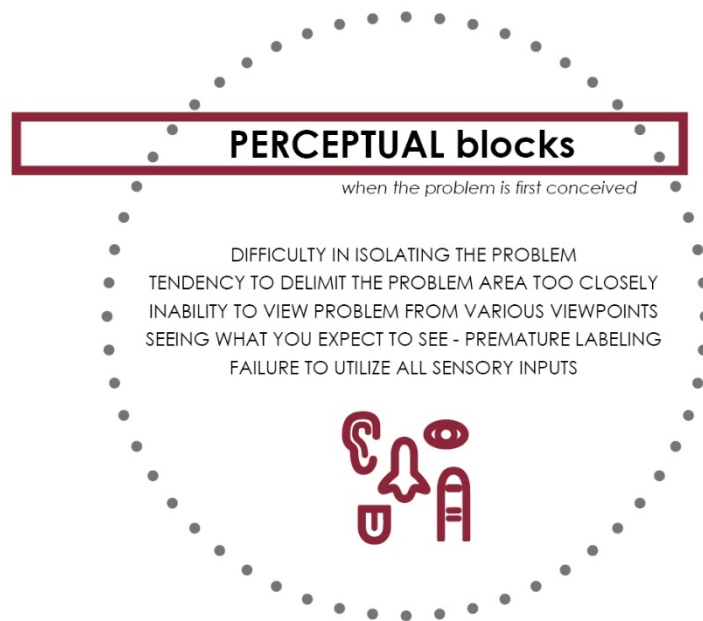 PERCEPTUAL blocks
when the problem is first conceived
DIFFICULTY IN ISOLATING THE PROBLEM
TENDENCY TO DELIMIT THE PROBLEM AREA TOO CLOSELY
INABILITY TO VIEW PROBLEM FROM VARIOUS VIEWPOINTS
SEEING WHAT YOU EXPECT TO SEE - PREMATURE LABELING
FAILURE TO UTILIZE ALL SENSORY INPUTS